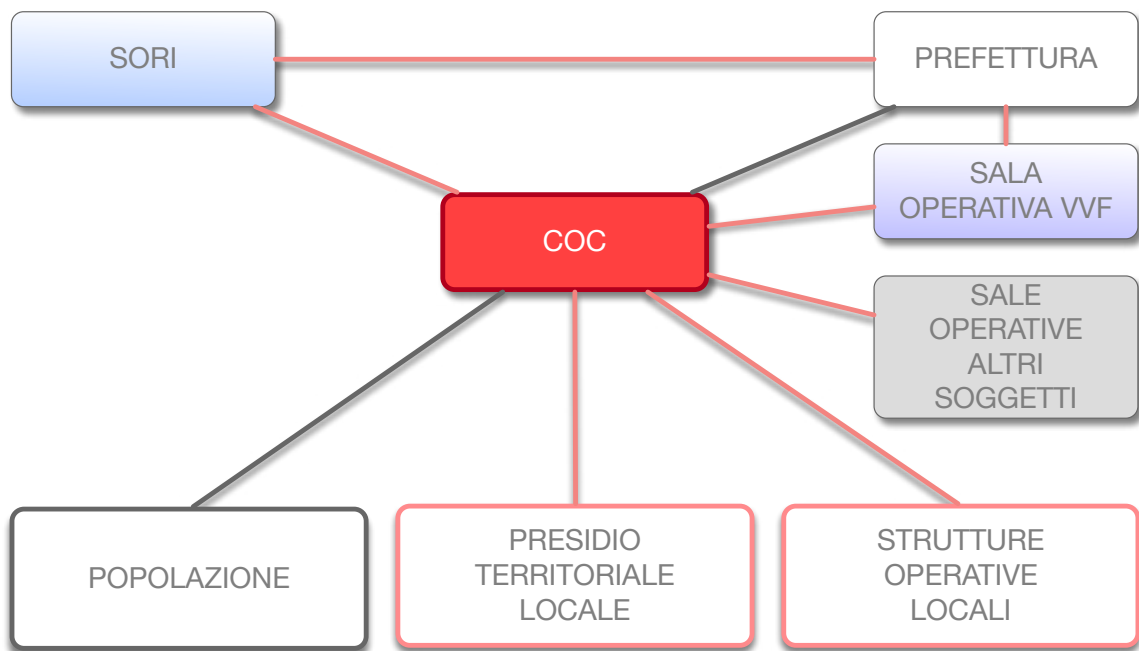 SORI
PREFETTURA
SALA
OPERATIVA VVF
COC
SALE
OPERATIVE
ALTRI
SOGGETTI
POPOLAZIONE
PRESIDIO
TERRITORIALE
LOCALE
STRUTTURE
OPERATIVE
LOCALI